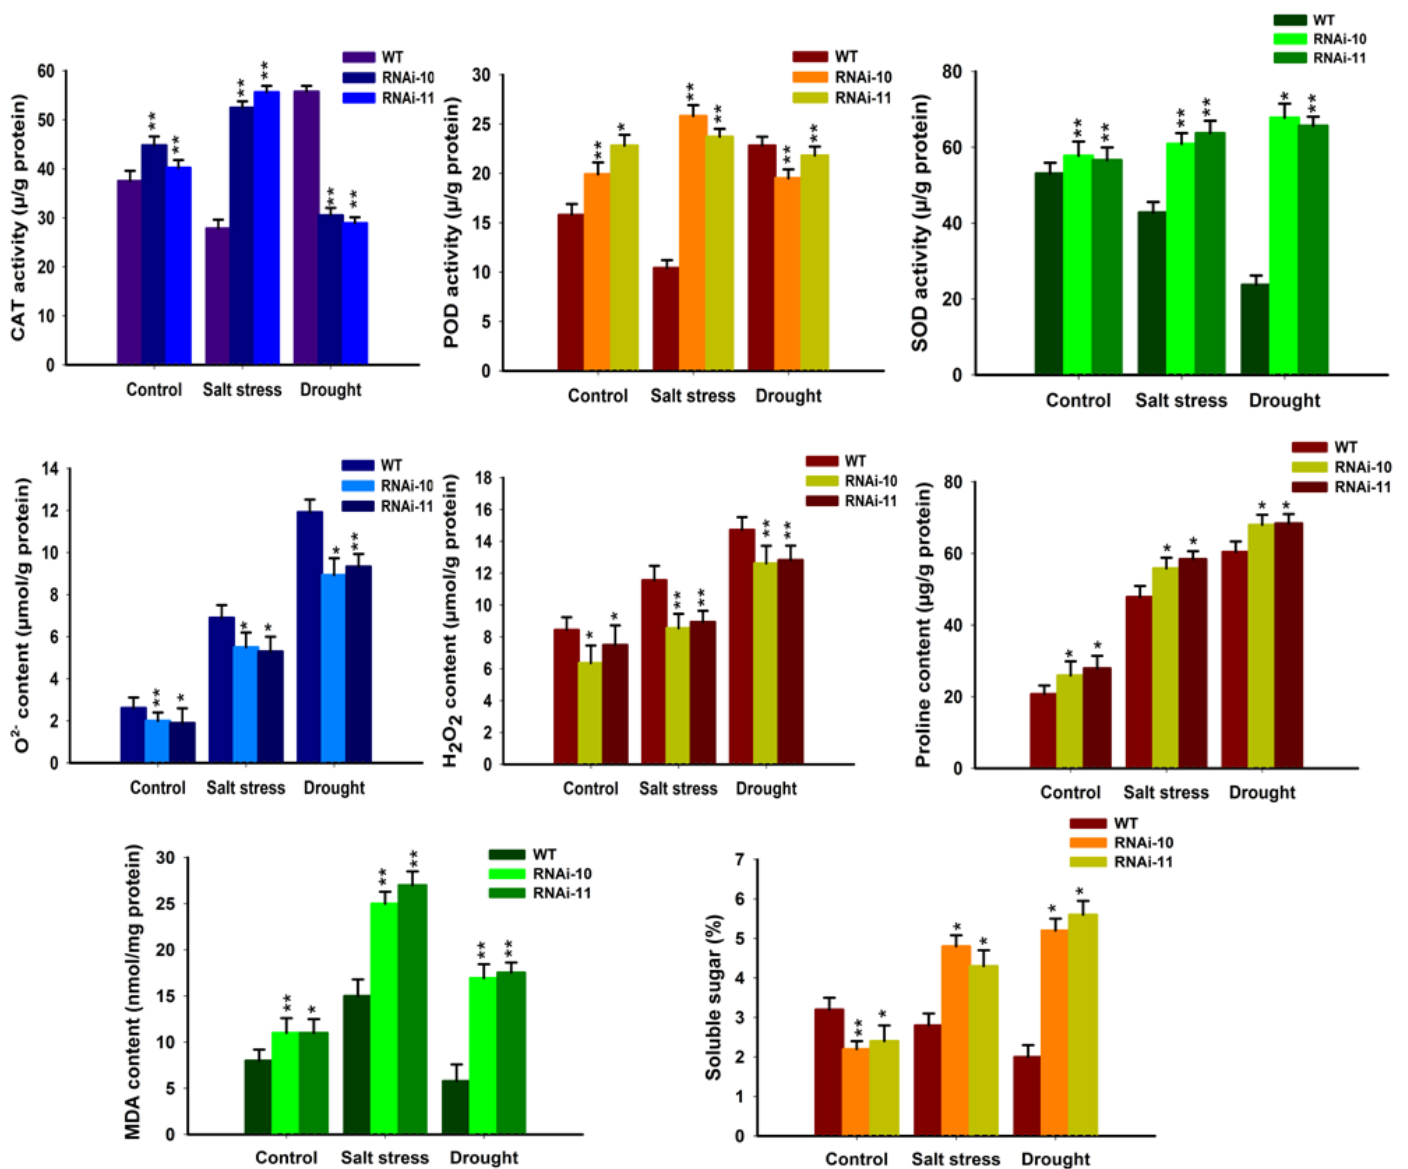 WT
RNAi-10
RNAi-11
CAT activity (μ/g protein)
60
50
40
30
20
10
0
** ** ** ** ** **
Control Salt stress Drought
WT
RNAi-10
RNAi-11
POD activity (μ/g protein)
30
25
20
15
10
5
0
** * ** ** ** **
Control Salt stress Drought
WT
RNAi-10
RNAi-11
SOD activity (μ/g protein)
80
60
40
20
0
** ** ** ** * **
Control Salt stress Drought
WT
RNAi-10
RNAi-11
O2- content (μmol/g protein)
14
12
10
8
6
4
2
0
** * * * * **
Control Salt stress Drought
WT
RNAi-10
RNAi-11
H2O2 content (μmol/g protein)
18
16
14
12
10
8
6
4
2
0
* * ** ** ** **
Control Salt stress Drought
WT
RNAi-10
RNAi-11
Proline content (μg/g protein)
80
60
40
20
0
* * * * * *
Control Salt stress Drought
WT
RNAi-10
RNAi-11
MDA content (nmol/mg protein)
30
25
20
15
10
5
0
** * ** ** ** **
Control Salt stress Drought
WT
RNAi-10
RNAi-11
Soluble sugar (%)
7
6
5
4
3
2
1
0
** * * * * *
Control Salt stress Drought